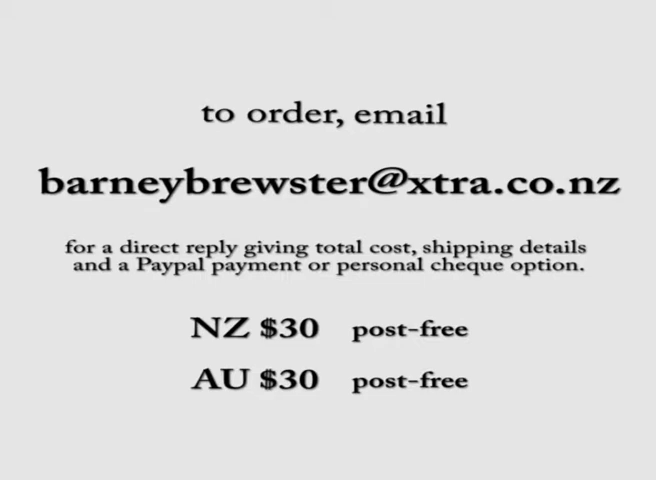 to order, email
barneybrewster@xtra.co.nz
for a direct reply giving total cost, shipping details
and a Paypal payment or personal cheque option.
NZ $30 post-free
AU $30 post-free